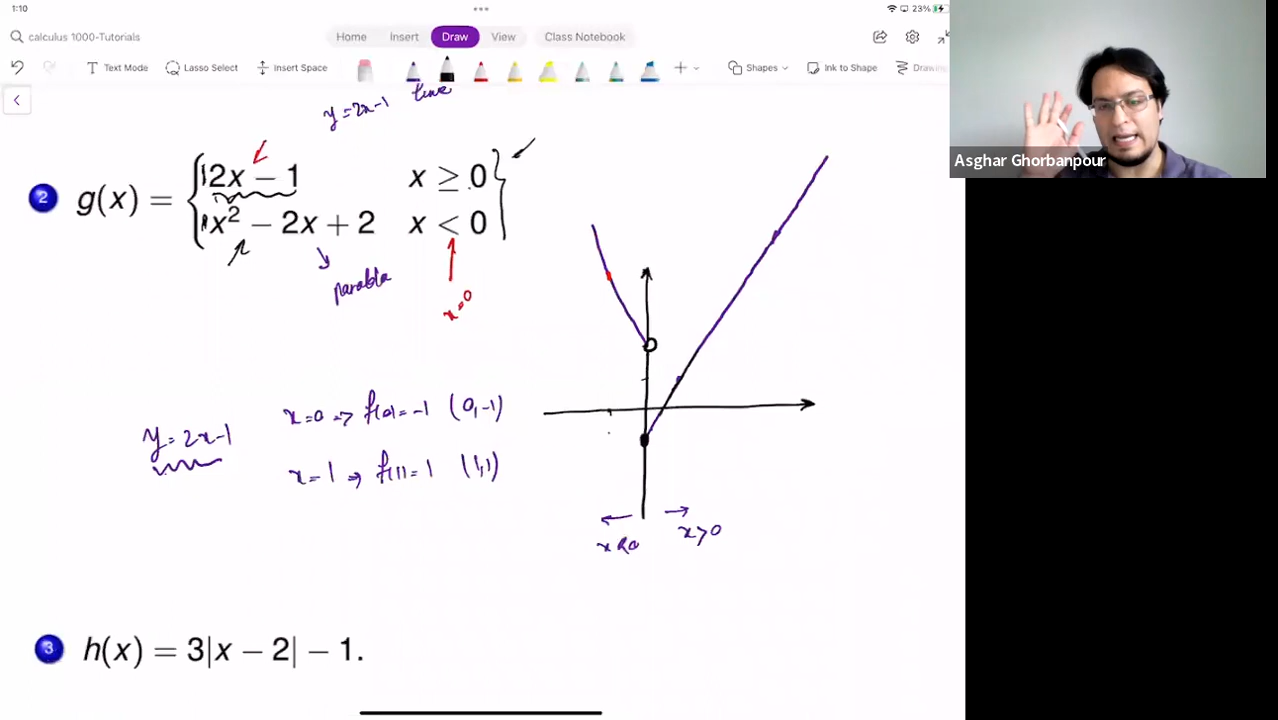 1:10
23%
calculus 1000-Tutorials
Home Insert Draw View Class Notebook
Text Mode Lasso Select Insert Space Shapes Ink to Shape Drawing
y=2x-1 line
2 g(x) = { 2x − 1 x ≥ 0
x² − 2x + 2 x < 0 }
parabla
x=0
x=0 => f(0)=-1 (0,-1)
y=2x-1
x=1 => f(1)=1 (1,1)
x<0 x>0
3 h(x) = 3|x − 2| − 1.
Asghar Ghorbanpour